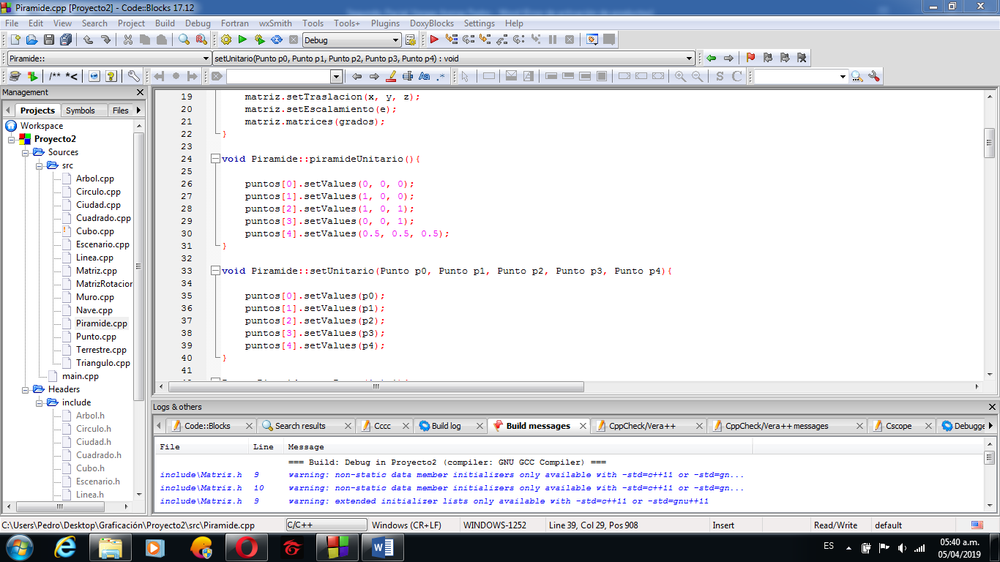 Piramide.cpp [Proyecto2] - Code::Blocks 17.12
File Edit View Search Project Build Debug Fortran wxSmith Tools Tools+ Plugins DoxyBlocks Settings Help
Debug
Piramide:: setUnitario(Punto p0, Punto p1, Punto p2, Punto p3, Punto p4) : void
/** *< Aa .* S C
Management
Projects Symbols Files
Workspace
Proyecto2
Sources
src
Arbol.cpp
Circulo.cpp
Ciudad.cpp
Cuadrado.cpp
Cubo.cpp
Escenario.cpp
Linea.cpp
Matriz.cpp
MatrizRotacior
Muro.cpp
Nave.cpp
Piramide.cpp
Punto.cpp
Terrestre.cpp
Triangulo.cpp
main.cpp
Headers
include
Arbol.h
Circulo.h
Ciudad.h
Cuadrado.h
Cubo.h
Escenario.h
Linea.h
19 matriz.setTraslacion(x, y, z);
20 matriz.setEscalamiento(e);
21 matriz.matrices(grados);
22 }
23
24 void Piramide::piramideUnitario(){
25
26 puntos[0].setValues(0, 0, 0);
27 puntos[1].setValues(1, 0, 0);
28 puntos[2].setValues(1, 0, 1);
29 puntos[3].setValues(0, 0, 1);
30 puntos[4].setValues(0.5, 0.5, 0.5);
31 }
32
33 void Piramide::setUnitario(Punto p0, Punto p1, Punto p2, Punto p3, Punto p4){
34
35 puntos[0].setValues(p0);
36 puntos[1].setValues(p1);
37 puntos[2].setValues(p2);
38 puntos[3].setValues(p3);
39 puntos[4].setValues(p4);
40 }
41
Logs & others
Code::Blocks Search results Cccc Build log Build messages CppCheck/Vera++ CppCheck/Vera++ messages Cscope Debugge
File Line Message
=== Build: Debug in Proyecto2 (compiler: GNU GCC Compiler) ===
include\Matriz.h 9 warning: non-static data member initializers only available with -std=c++11 or -std=gn...
include\Matriz.h 10 warning: non-static data member initializers only available with -std=c++11 or -std=gn...
include\Matriz.h 9 warning: extended initializer lists only available with -std=c++11 or -std=gnu++11
C:\Users\Pedro\Desktop\Graficación\Proyecto2\src\Piramide.cpp C/C++ Windows (CR+LF) WINDOWS-1252 Line 39, Col 29, Pos 908 Insert Read/Write default
ES 05:40 a.m.
05/04/2019